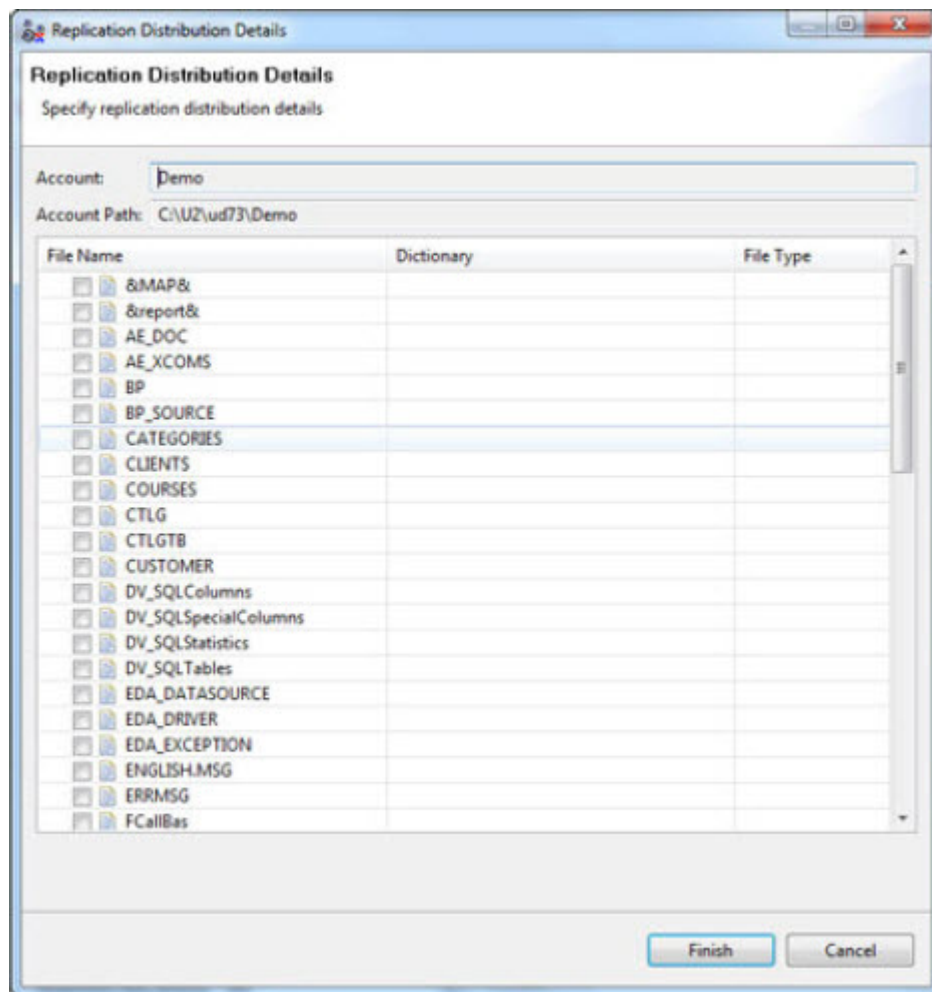 Replication Distribution Details
Replication Distribution Details
Specify replication distribution details
Account: Demo
Account Path: C:\U2\ud73\Demo
File Name Dictionary File Type
&MAP&
&report&
AE_DOC
AE_XCOMS
BP
BP_SOURCE
CATEGORIES
CLIENTS
COURSES
CTLG
CTLGTB
CUSTOMER
DV_SQLColumns
DV_SQLSpecialColumns
DV_SQLStatistics
DV_SQLTables
EDA_DATASOURCE
EDA_DRIVER
EDA_EXCEPTION
ENGLISH.MSG
ERRMSG
FCallBas
Finish Cancel